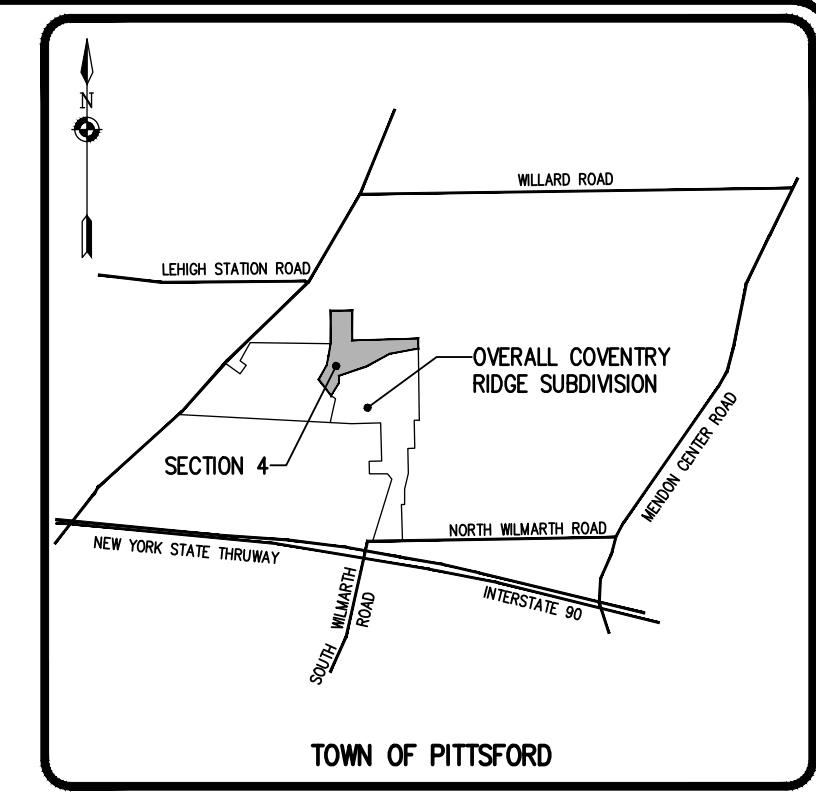 N
WILLARD ROAD
LEHIGH STATION ROAD
OVERALL COVENTRY
RIDGE SUBDIVISION
SECTION 4
MENDON CENTER ROAD
NORTH WILMARTH ROAD
NEW YORK STATE THRUWAY
INTERSTATE 90
SOUTH WILMARTH
ROAD
TOWN OF PITTSFORD